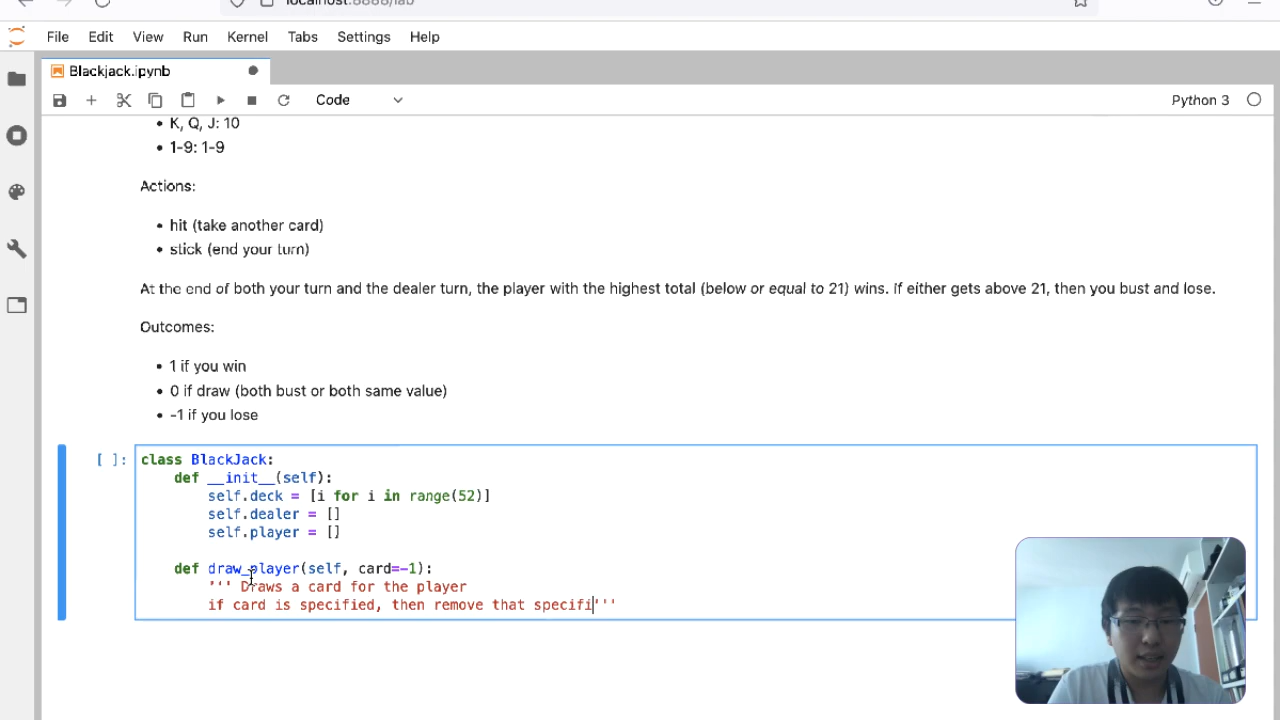 localhost:8888/lab
File Edit View Run Kernel Tabs Settings Help
Blackjack.ipynb
Code
Python 3
• K, Q, J: 10
• 1-9: 1-9
Actions:
• hit (take another card)
• stick (end your turn)
At the end of both your turn and the dealer turn, the player with the highest total (below or equal to 21) wins. If either gets above 21, then you bust and lose.
Outcomes:
• 1 if you win
• 0 if draw (both bust or both same value)
• -1 if you lose
[ ]: class BlackJack:
def __init__(self):
self.deck = [i for i in range(52)]
self.dealer = []
self.player = []
def draw_player(self, card=-1):
''' Draws a card for the player
if card is specified, then remove that specifi'''